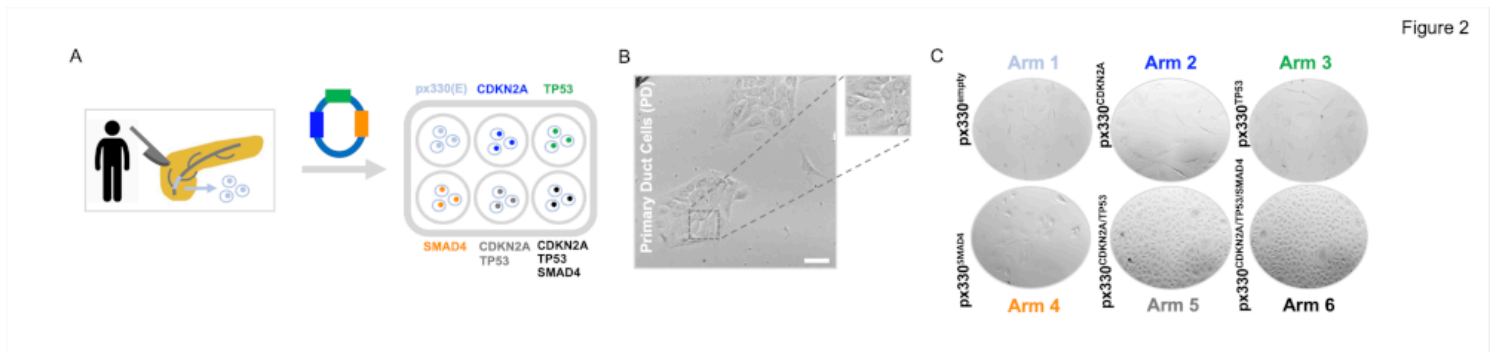 Figure 2
A
px330(E) CDKN2A TP53
SMAD4 CDKN2A CDKN2A
TP53 TP53
SMAD4
B
Primary Duct Cells (PD)
C
Arm 1 Arm 2 Arm 3
px330empty
px330CDKN2A
px330TP53
px330SMAD4
px330CDKN2A/TP53
px330CDKN2A/TP53/SMAD4
Arm 4 Arm 5 Arm 6